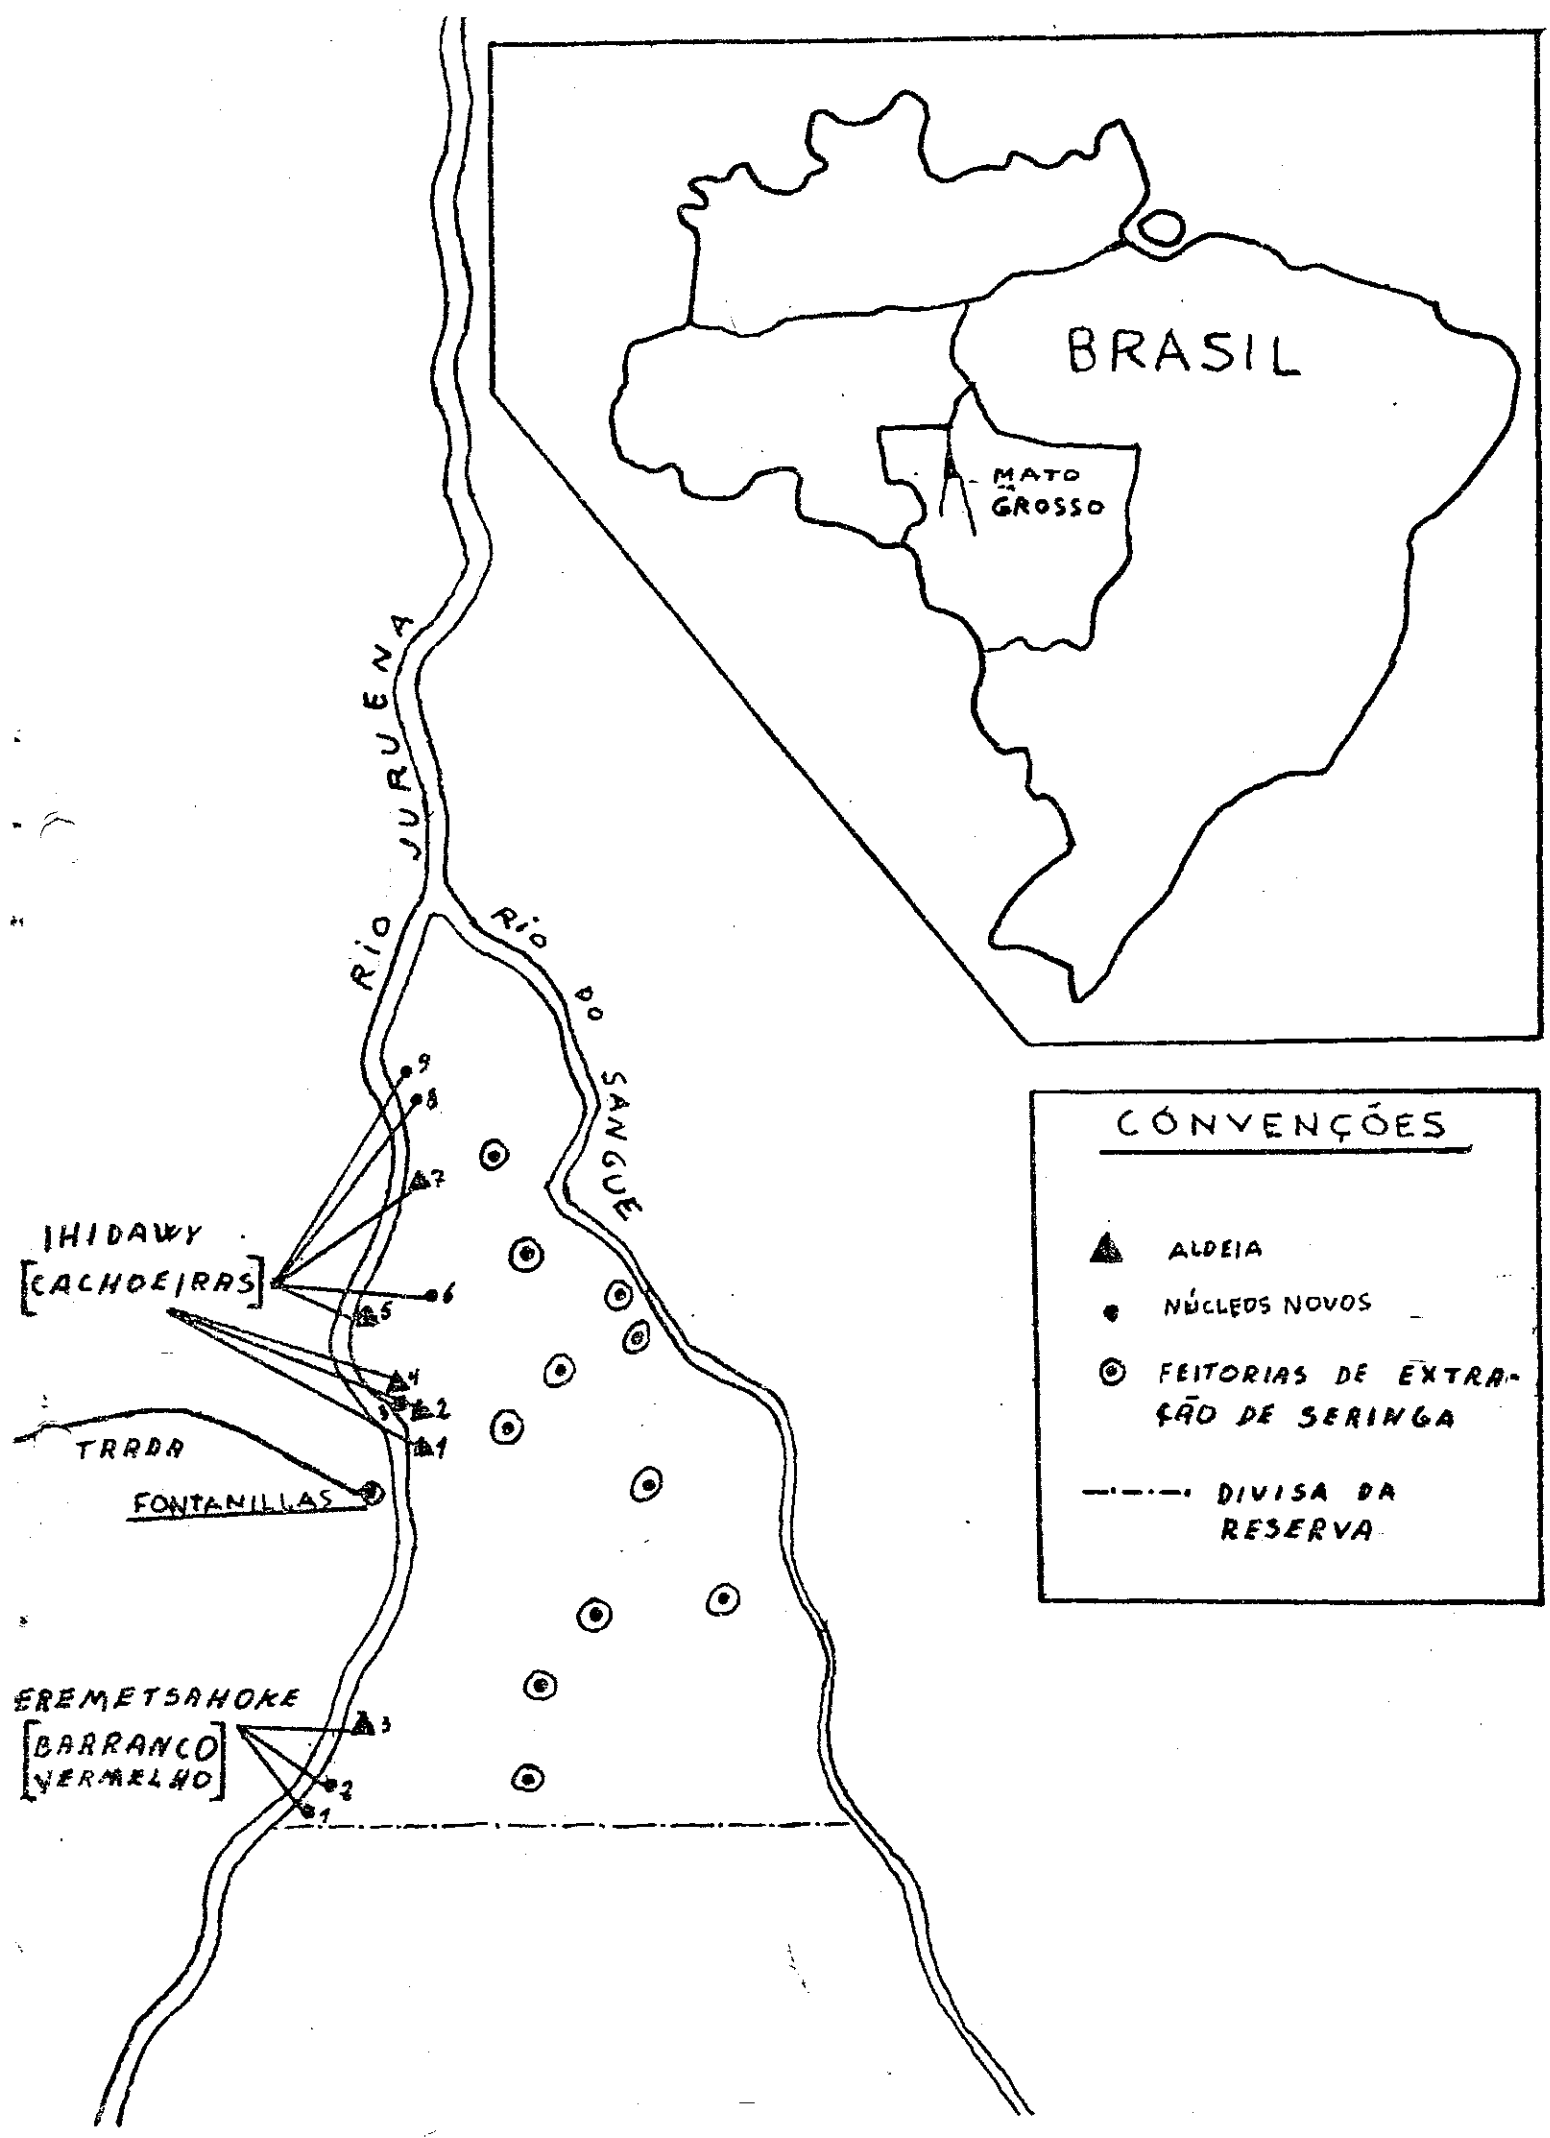 BRASIL
MATO
GROSSO
RIO JURUENA
RIO DO SANGUE
9
8
7
IHIDAWY
[CACHOEIRAS]
6
5
4
3
2
1
TRADA
FONTANILLAS
EREMETSAHOKE
[BARRANCO
VERMELHO]
3
2
1
CONVENÇÕES
ALDEIA
NÚCLEOS NOVOS
FEITORIAS DE EXTRA-
ÇÃO DE SERINGA
DIVISA DA
RESERVA